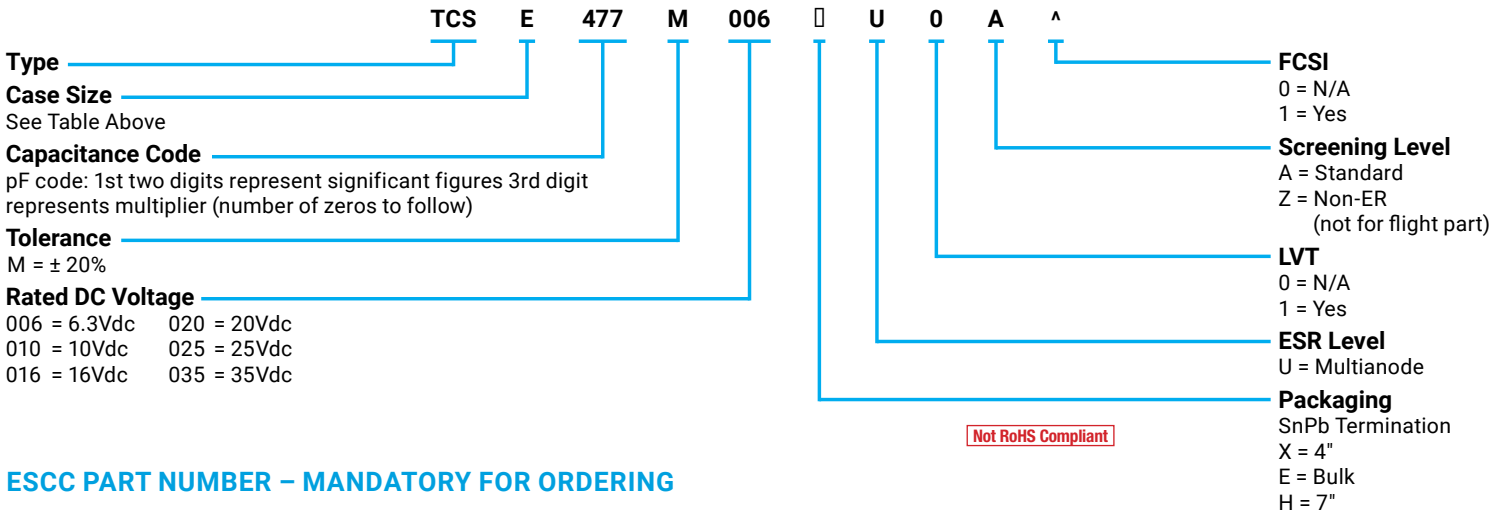 TCS E 477 M 006 ▯ U 0 A ^
Type
Case Size
See Table Above
Capacitance Code
pF code: 1st two digits represent significant figures 3rd digit
represents multiplier (number of zeros to follow)
Tolerance
M = ± 20%
Rated DC Voltage
006 = 6.3Vdc 020 = 20Vdc
010 = 10Vdc 025 = 25Vdc
016 = 16Vdc 035 = 35Vdc
FCSI
0 = N/A
1 = Yes
Screening Level
A = Standard
Z = Non-ER
(not for flight part)
LVT
0 = N/A
1 = Yes
ESR Level
U = Multianode
Packaging
SnPb Termination
X = 4"
E = Bulk
H = 7"
Not RoHS Compliant
ESCC PART NUMBER – MANDATORY FOR ORDERING